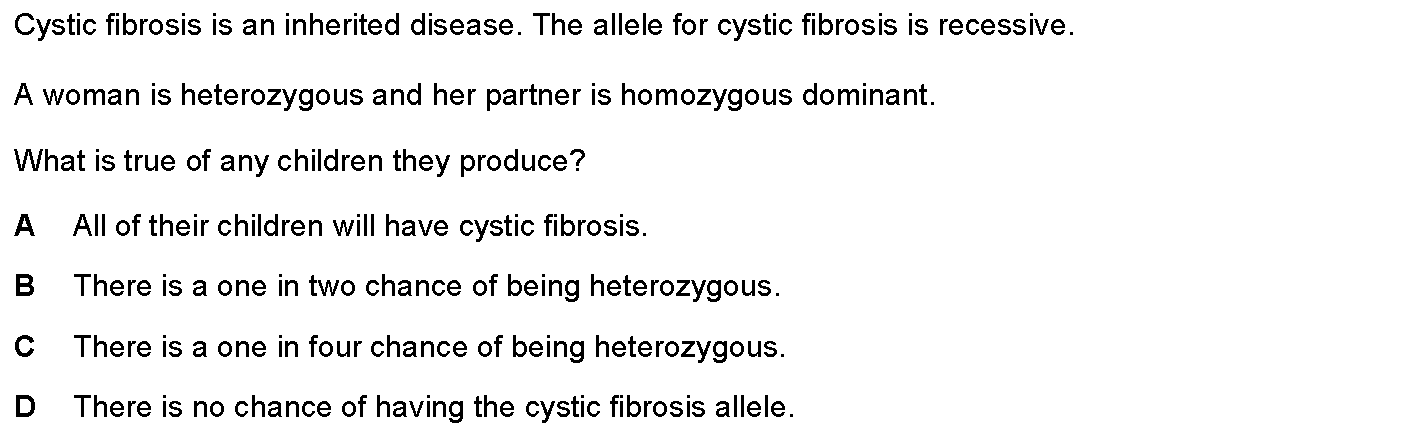 Cystic fibrosis is an inherited disease. The allele for cystic fibrosis is recessive.
A woman is heterozygous and her partner is homozygous dominant.
What is true of any children they produce?
A All of their children will have cystic fibrosis.
B There is a one in two chance of being heterozygous.
C There is a one in four chance of being heterozygous.
D There is no chance of having the cystic fibrosis allele.